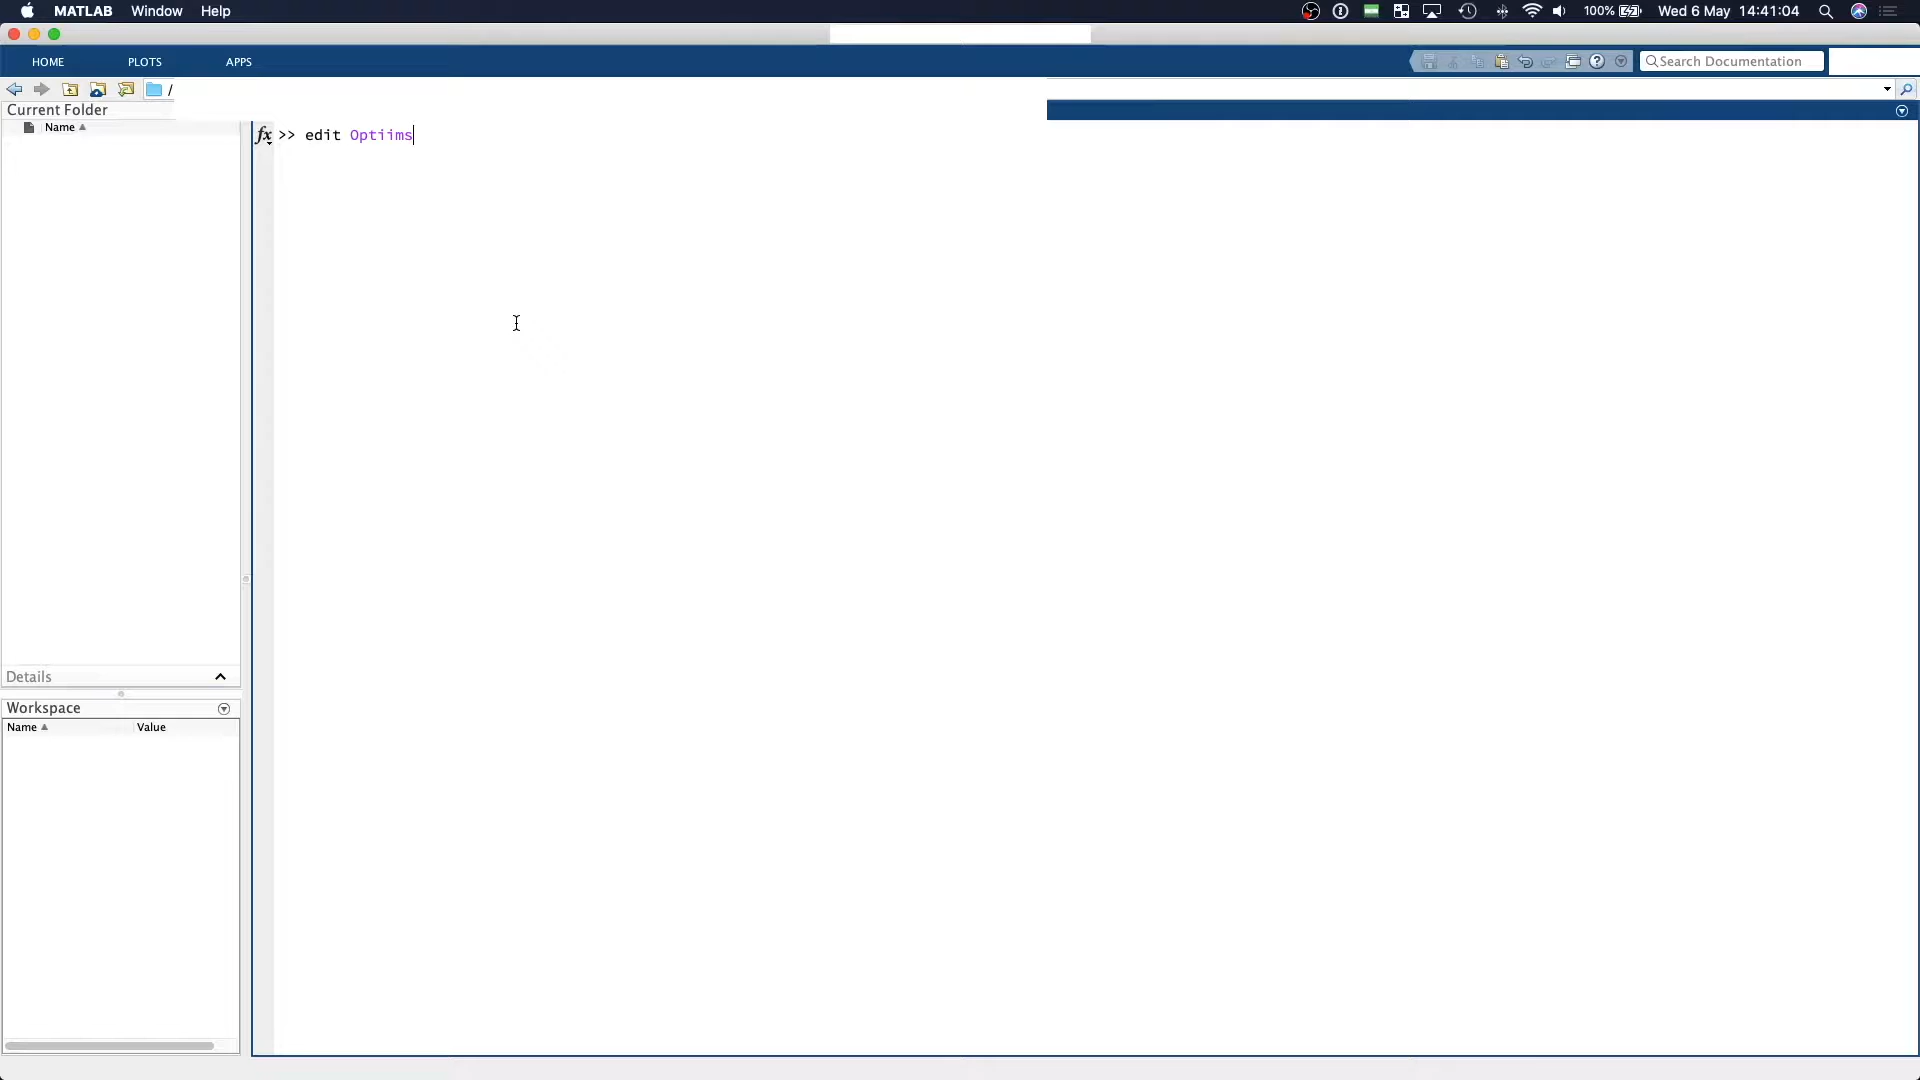 MATLAB Window Help
100% Wed 6 May 14:41:04
HOME PLOTS APPS
Search Documentation
/
Current Folder
Name
fx >> edit Optiims
Details
Workspace
Name Value